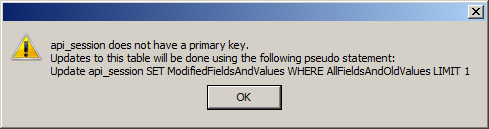 api_session does not have a primary key.
Updates to this table will be done using the following pseudo statement:
Update api_session SET ModifiedFieldsAndValues WHERE AllFieldsAndOldValues LIMIT 1
OK